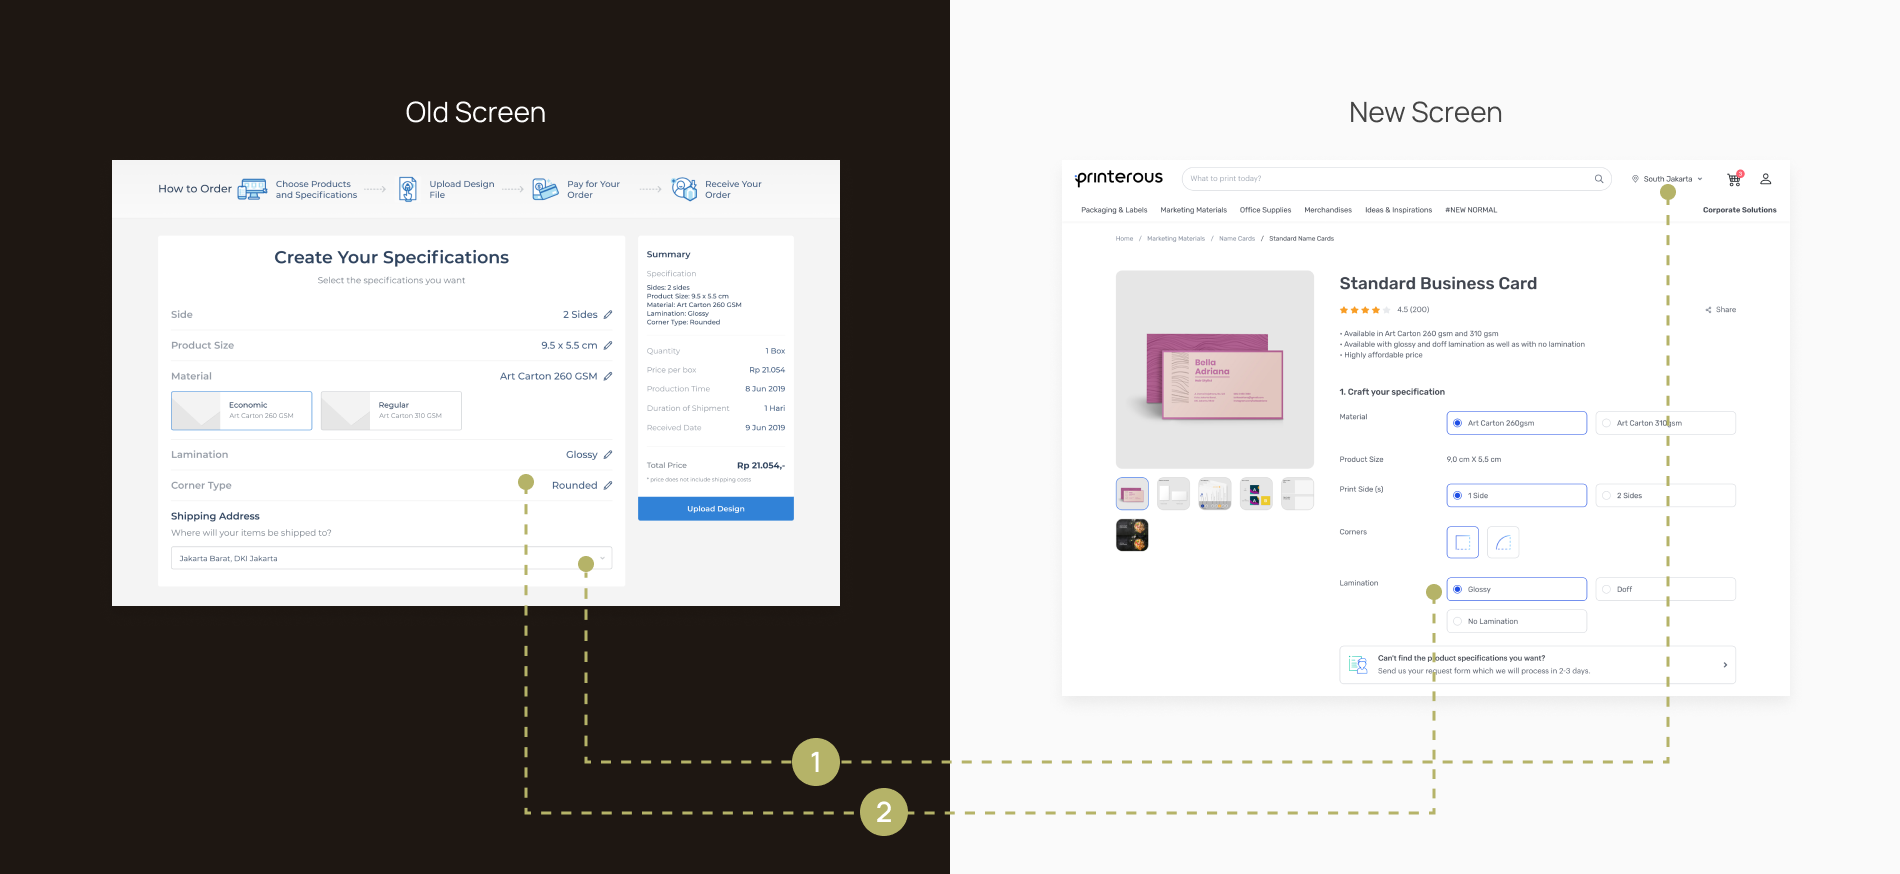 Old Screen
How to Order
Choose Products
and Specifications
Upload Design
File
Pay for Your
Order
Receive Your
Order
Create Your Specifications
Select the specifications you want
Side
2 Sides
Product Size
9.5 x 5.5 cm
Material
Art Carton 260 GSM
Economic
Art Carton 260 GSM
Regular
Art Carton 310 GSM
Lamination
Glossy
Corner Type
Rounded
Shipping Address
Where will your items be shipped to?
Jakarta Barat, DKI Jakarta
Summary
Specification
Sides: 2 sides
Product Size: 9.5 x 5.5 cm
Material: Art Carton 260 GSM
Lamination: Glossy
Corner Type: Rounded
Quantity
1 Box
Price per box
Rp 21.054
Production Time
8 Jun 2019
Duration of Shipment
1 Hari
Received Date
9 Jun 2019
Total Price
Rp 21.054,-
* price does not include shipping costs
Upload Design
1
2
New Screen
printerous
What to print today?
South Jakarta
Packaging & Labels
Marketing Materials
Office Supplies
Merchandises
Ideas & Inspirations
#NEW NORMAL
Corporate Solutions
Home / Marketing Materials / Name Cards / Standard Name Cards
Bella
Adriana
Standard Business Card
4.5 (200)
Share
• Available in Art Carton 260 gsm and 310 gsm
• Available with glossy and doff lamination as well as with no lamination
• Highly affordable price
1. Craft your specification
Material
Art Carton 260gsm
Art Carton 310gsm
Product Size
9,0 cm X 5,5 cm
Print Side (s)
1 Side
2 Sides
Corners
Lamination
Glossy
Doff
No Lamination
Can't find the product specifications you want?
Send us your request form which we will process in 2-3 days.